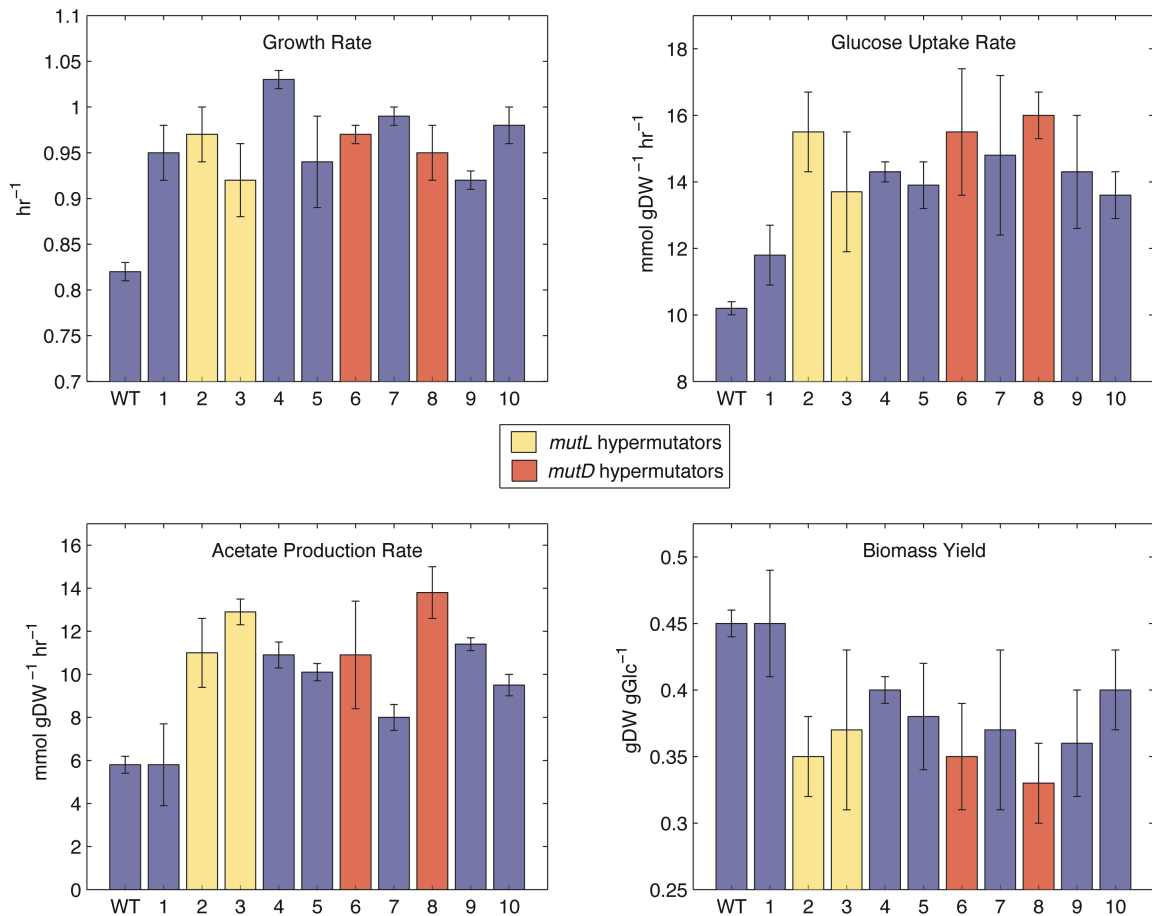 Growth Rate
hr⁻¹
1.1
1.05
1
0.95
0.9
0.85
0.8
0.75
0.7
WT 1 2 3 4 5 6 7 8 9 10
Glucose Uptake Rate
mmol gDW⁻¹ hr⁻¹
18
16
14
12
10
8
WT 1 2 3 4 5 6 7 8 9 10
mutL hypermutators
mutD hypermutators
Acetate Production Rate
mmol gDW⁻¹ hr⁻¹
16
14
12
10
8
6
4
2
0
WT 1 2 3 4 5 6 7 8 9 10
Biomass Yield
gDW gGlc⁻¹
0.5
0.45
0.4
0.35
0.3
0.25
WT 1 2 3 4 5 6 7 8 9 10